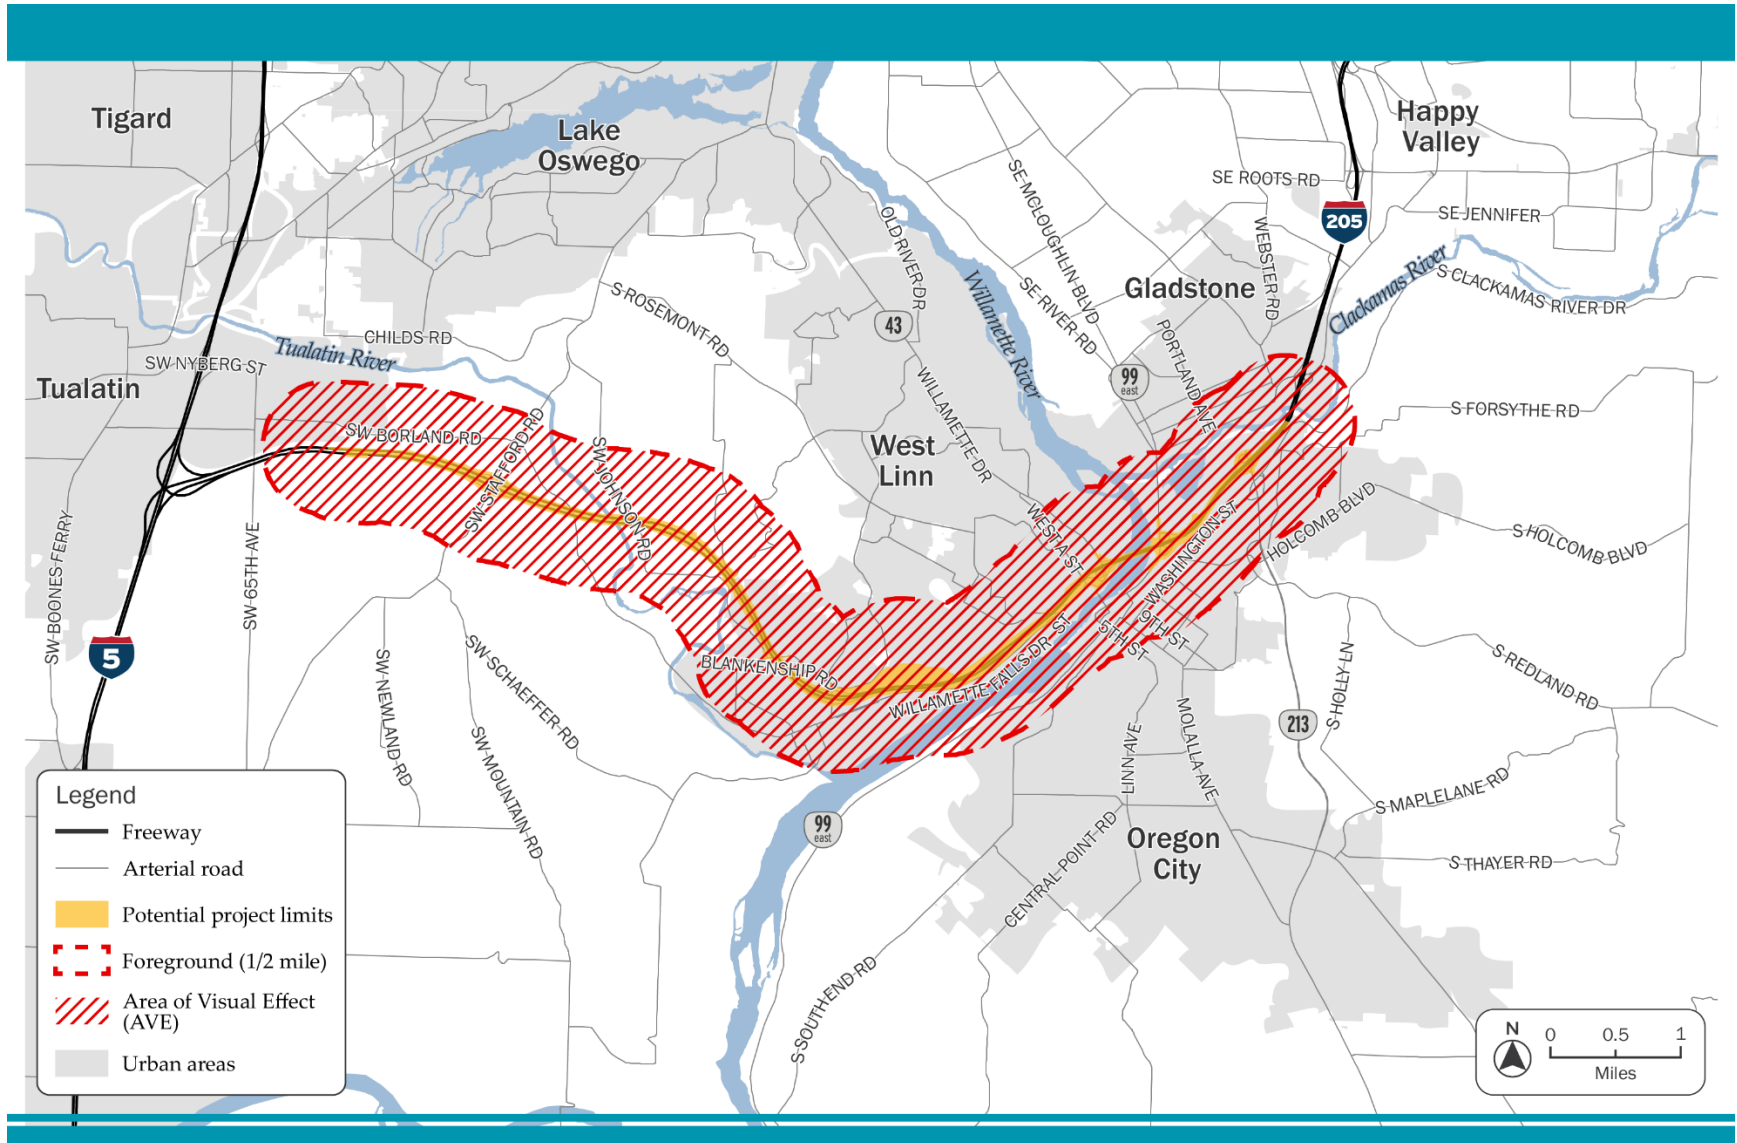 Tigard
Lake
Oswego
Happy
Valley
SE ROOTS RD
205
SE JENNIFER
SE MCLOUGHLIN BLVD
OLD RIVER DR
WEBSTER RD
Clackamas River
S CLACKAMAS RIVER DR
Gladstone
Willamette River
SE RIVER RD
S ROSEMONT RD
43
CHILDS RD
Tualatin River
SW NYBERG ST
Tualatin
PORTLAND AVE
99
east
WILLAMETTE DR
S FORSYTHE RD
SW BORLAND RD
SW STAFFORD RD
SW JOHNSON RD
West
Linn
WEST A ST
WASHINGTON ST
HOLCOMB BLVD
S HOLCOMB BLVD
SW BOONES FERRY
SW 65TH AVE
5
9TH ST
5TH ST
BLANKENSHIP RD
WILLAMETTE FALLS DR
ST
SW NEWLAND RD
SW SCHAEFFER RD
SW MOUNTAIN RD
S HOLLY LN
S REDLAND RD
213
LINN AVE
MOLALLA AVE
S MAPLELANE RD
99
east
Oregon
City
CENTRAL POINT RD
S THAYER RD
S SOUTH END RD
Legend
Freeway
Arterial road
Potential project limits
Foreground (1/2 mile)
Area of Visual Effect
(AVE)
Urban areas
N
0 0.5 1
Miles